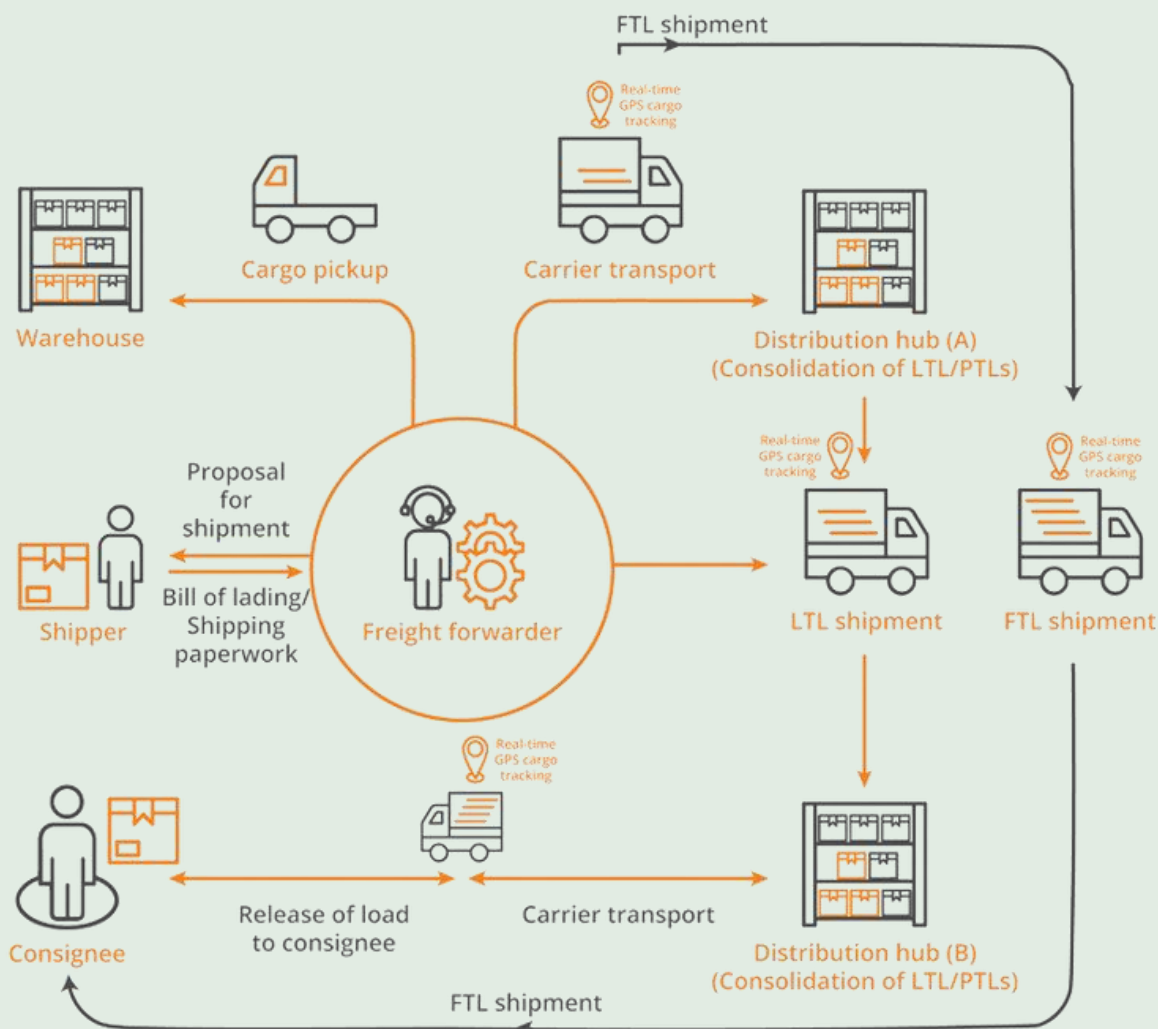 FTL shipment
Real-time
GPS cargo
tracking
Cargo pickup
Carrier transport
Warehouse
Distribution hub (A)
(Consolidation of LTL/PTLs)
Real-time
GPS cargo
tracking
Real-time
GPS cargo
tracking
Proposal
for
shipment
Bill of lading/
Shipping
paperwork
Shipper
Freight forwarder
LTL shipment
FTL shipment
Real-time
GPS cargo
tracking
Release of load
to consignee
Carrier transport
Consignee
Distribution hub (B)
(Consolidation of LTL/PTLs)
FTL shipment